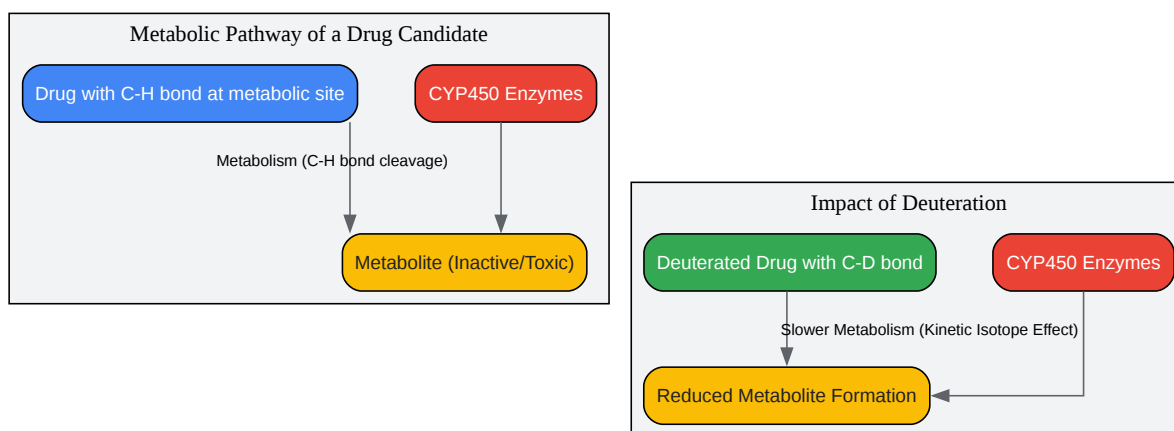 Metabolic Pathway of a Drug Candidate
Drug with C-H bond at metabolic site
CYP450 Enzymes
Metabolism (C-H bond cleavage)
Metabolite (Inactive/Toxic)
Impact of Deuteration
Deuterated Drug with C-D bond
CYP450 Enzymes
Slower Metabolism (Kinetic Isotope Effect)
Reduced Metabolite Formation